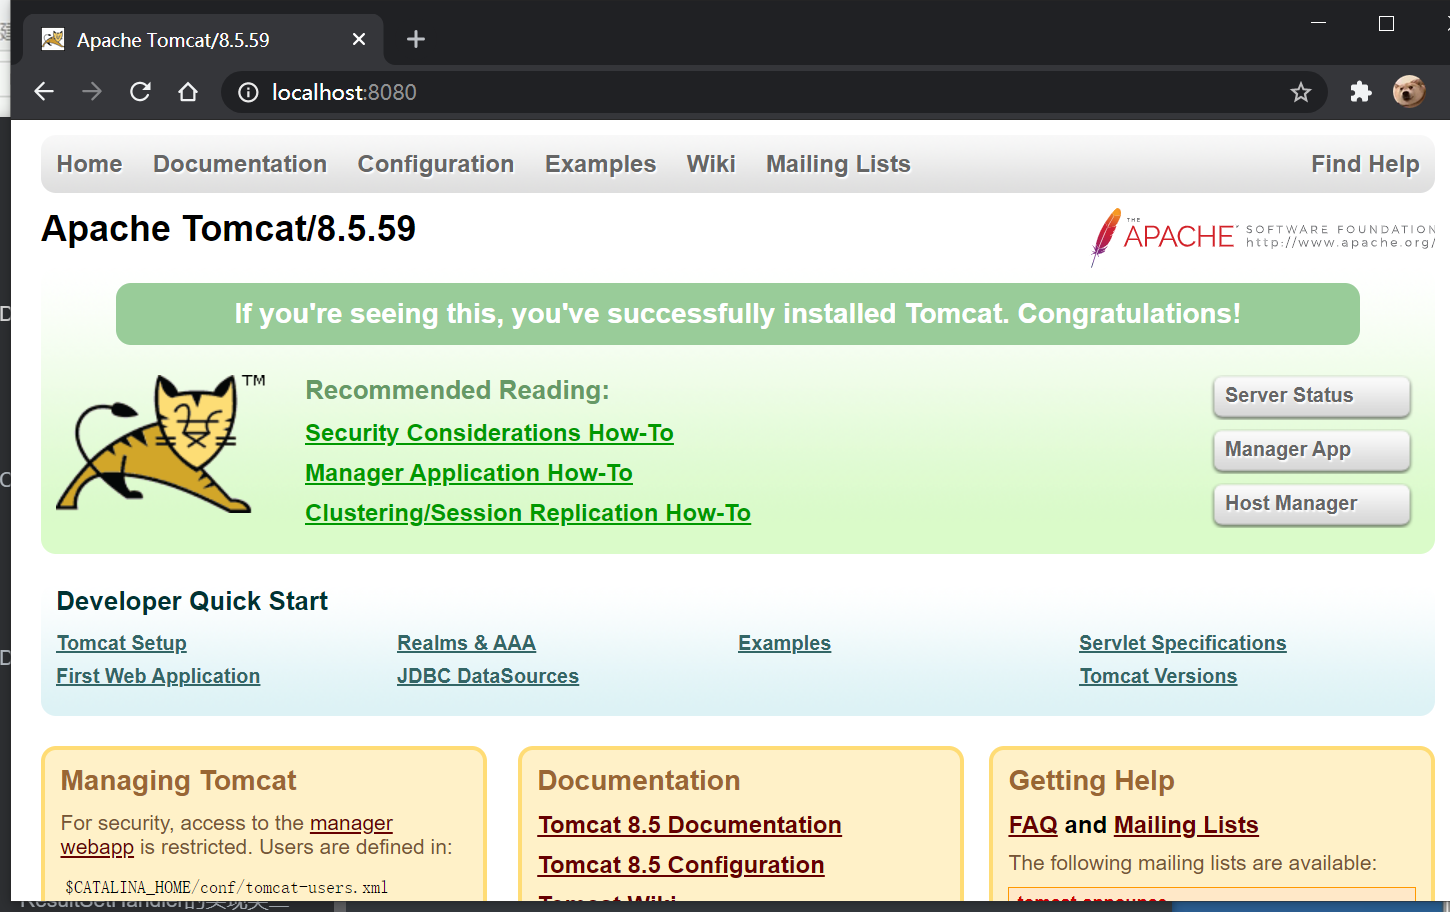 Apache Tomcat/8.5.59
localhost:8080
Home Documentation Configuration Examples Wiki Mailing Lists Find Help
Apache Tomcat/8.5.59
THE
APACHE SOFTWARE FOUNDATION
http://www.apache.org/
If you're seeing this, you've successfully installed Tomcat. Congratulations!
TM
Recommended Reading:
Security Considerations How-To
Manager Application How-To
Clustering/Session Replication How-To
Server Status
Manager App
Host Manager
Developer Quick Start
Tomcat Setup
First Web Application
Realms & AAA
JDBC DataSources
Examples
Servlet Specifications
Tomcat Versions
Managing Tomcat
For security, access to the manager
webapp is restricted. Users are defined in:
$CATALINA_HOME/conf/tomcat-users.xml
Documentation
Tomcat 8.5 Documentation
Tomcat 8.5 Configuration
Tomcat Wiki
Getting Help
FAQ and Mailing Lists
The following mailing lists are available:
tomcat-announce